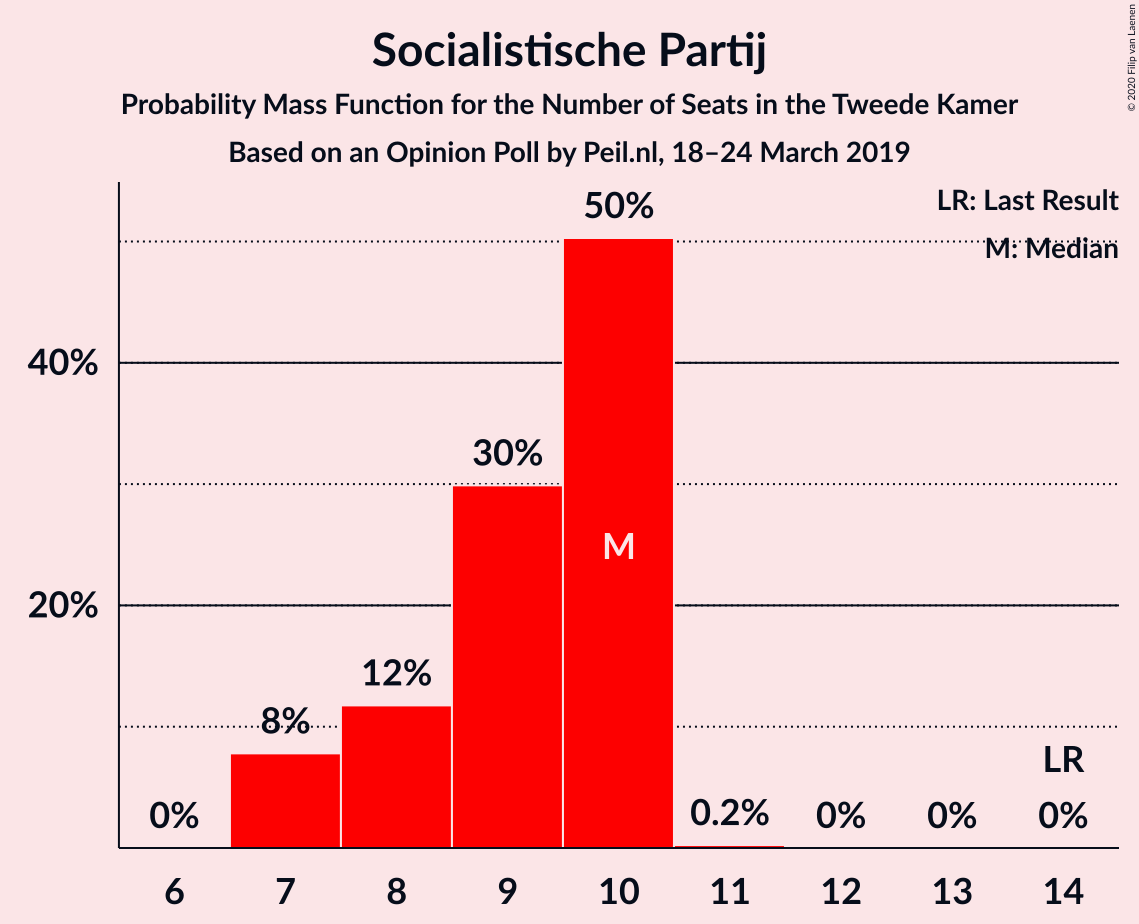 Socialistische Partij
Probability Mass Function for the Number of Seats in the Tweede Kamer
Based on an Opinion Poll by Peil.nl, 18–24 March 2019
© 2020 Filip van Laenen
LR: Last Result
M: Median
50%
40%
30%
M
20%
12%
8%
LR
0%
0.2%
0%
0%
0%
6 7 8 9 10 11 12 13 14